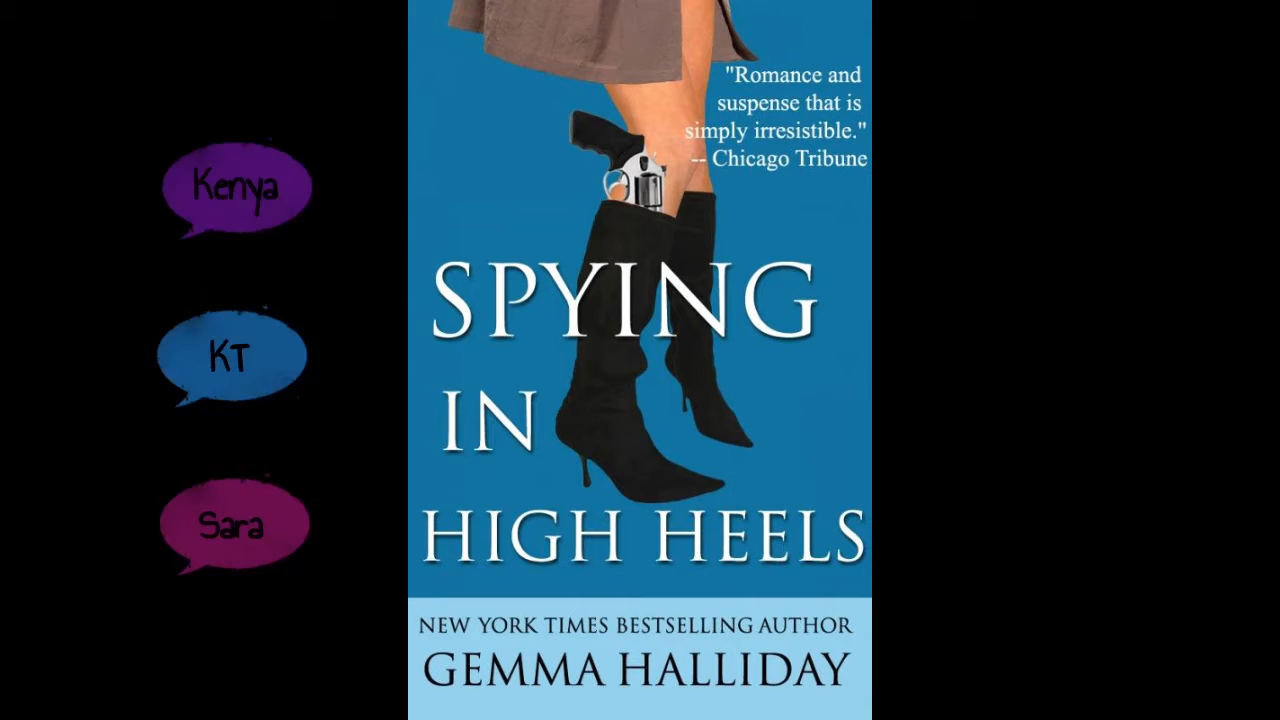 Kenya
KT
Sara
"Romance and
suspense that is
simply irresistible."
-- Chicago Tribune
SPYING
IN
HIGH HEELS
NEW YORK TIMES BESTSELLING AUTHOR
GEMMA HALLIDAY